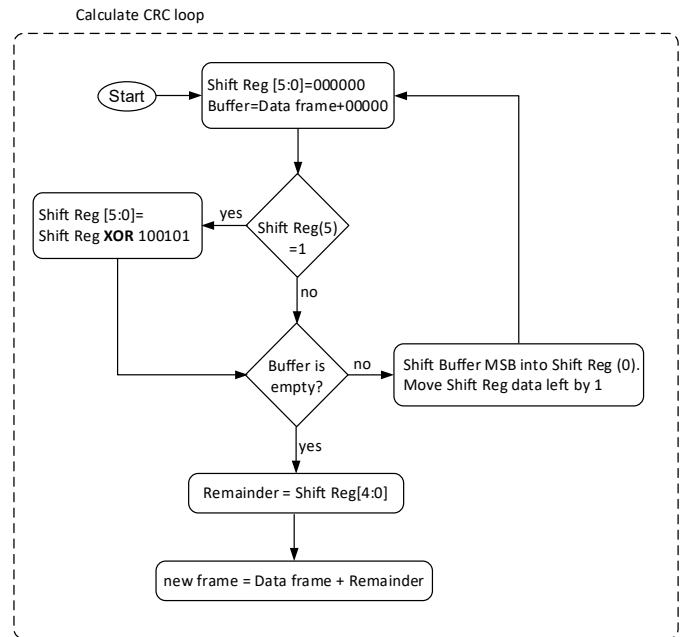 Calculate CRC loop
Start
Shift Reg [5:0]=000000
Buffer=Data frame+00000
Shift Reg(5)
=1
yes
Shift Reg [5:0]=
Shift Reg XOR 100101
no
Buffer is
empty?
no
Shift Buffer MSB into Shift Reg (0).
Move Shift Reg data left by 1
yes
Remainder = Shift Reg[4:0]
new frame = Data frame + Remainder